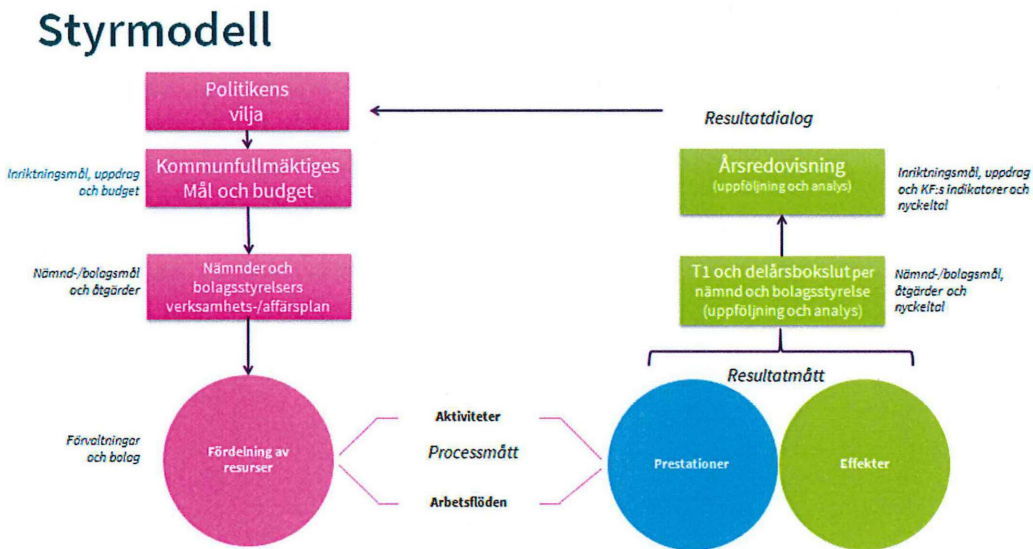 Styrmodell
Politikens
vilja
Resultatdialog
Inriktningsmål, uppdrag
och budget
Kommunfullmäktiges
Mål och budget
Årsredovisning
(uppföljning och analys)
Inriktningsmål, uppdrag
och KF:s indikatorer och
nyckeltal
Nämnd-/bolagsmål
och åtgärder
Nämnder och
bolagsstyrelsers
verksamhets-/affärsplan
T1 och delårsbokslut per
nämnd och bolagsstyrelse
(uppföljning och analys)
Nämnd-/bolagsmål,
åtgärder och
nyckeltal
Resultatmått
Förvaltningar
och bolag
Fördelning av
resurser
Aktiviteter
Processmått
Arbetsflöden
Prestationer
Effekter